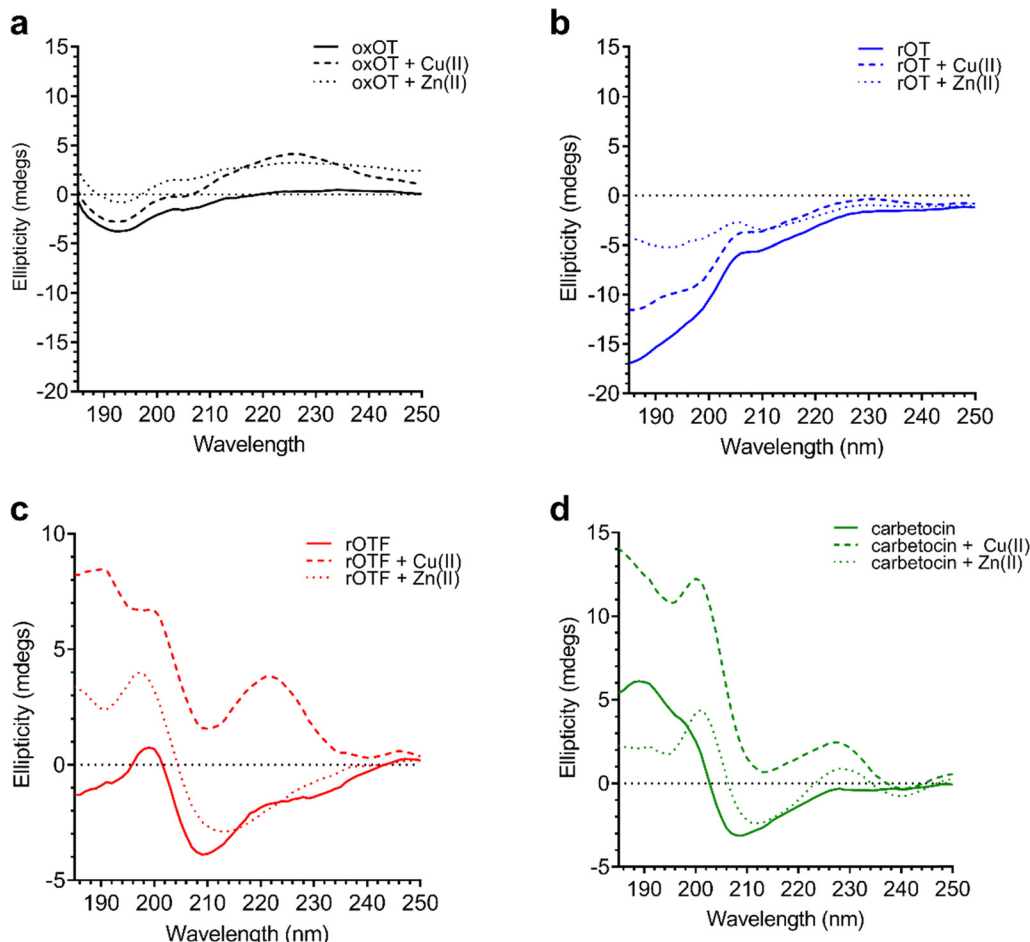 a
oxOT
oxOT + Cu(II)
oxOT + Zn(II)
15
10
5
0
-5
-10
-15
-20
Ellipticity (mdegs)
190 200 210 220 230 240 250
Wavelength
b
rOT
rOT + Cu(II)
rOT + Zn(II)
15
10
5
0
-5
-10
-15
-20
Ellipticity (mdegs)
190 200 210 220 230 240 250
Wavelength (nm)
c
rOTF
rOTF + Cu(II)
rOTF + Zn(II)
10
5
0
-5
Ellipticity (mdegs)
190 200 210 220 230 240 250
Wavelength (nm)
d
carbetocin
carbetocin + Cu(II)
carbetocin + Zn(II)
15
10
5
0
-5
Ellipticity (mdegs)
190 200 210 220 230 240 250
Wavelength (nm)